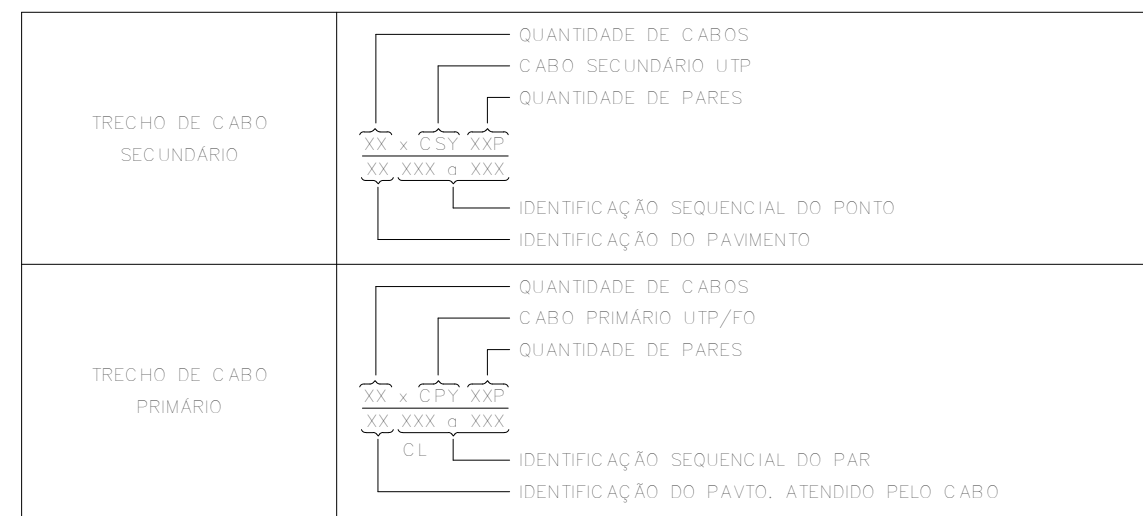 TRECHO DE CABO
SECUNDÁRIO
QUANTIDADE DE CABOS
CABO SECUNDÁRIO UTP
QUANTIDADE DE PARES
XX x CSY XXP
XX XXX a XXX
IDENTIFICAÇÃO SEQUENCIAL DO PONTO
IDENTIFICAÇÃO DO PAVIMENTO
TRECHO DE CABO
PRIMÁRIO
QUANTIDADE DE CABOS
CABO PRIMÁRIO UTP/FO
QUANTIDADE DE PARES
XX x CPY XXP
XX XXX a XXX
CL
IDENTIFICAÇÃO SEQUENCIAL DO PAR
IDENTIFICAÇÃO DO PAVTO. ATENDIDO PELO CABO